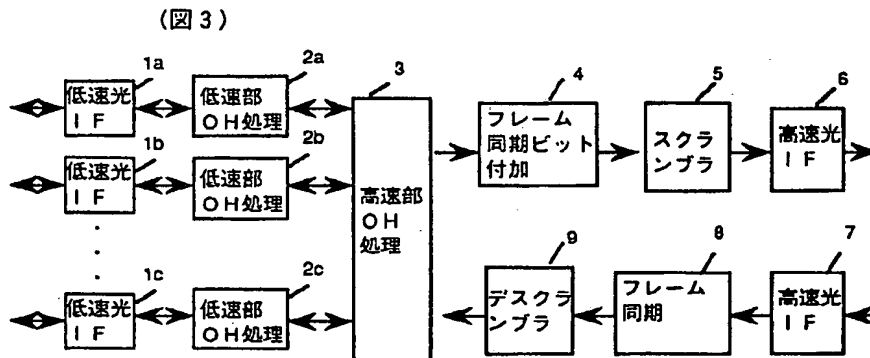 (図3)
1a
低速光
IF
2a
低速部
OH処理
1b
低速光
IF
2b
低速部
OH処理
1c
低速光
IF
2c
低速部
OH処理
3
高速部
OH
処理
4
フレーム
同期ビット
付加
5
スクラ
ンブラ
6
高速光
IF
9
デスクラ
ンブラ
8
フレーム
同期
7
高速光
IF